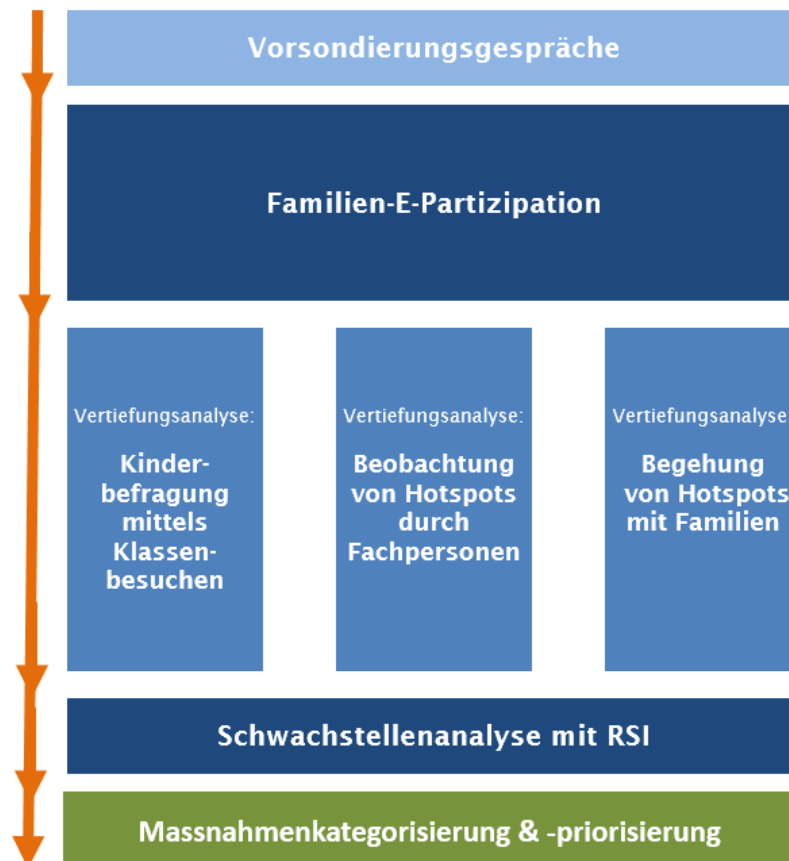 Vorsondierungsgespräche
Familien-E-Partizipation
Vertiefungsanalyse:
Kinder-
befragung
mittels
Klassen-
besuchen
Vertiefungsanalyse:
Beobachtung
von Hotspots
durch
Fachpersonen
Vertiefungsanalyse:
Begehung
von Hotspots
mit Familien
Schwachstellenanalyse mit RSI
Massnahmenkategorisierung & -priorisierung